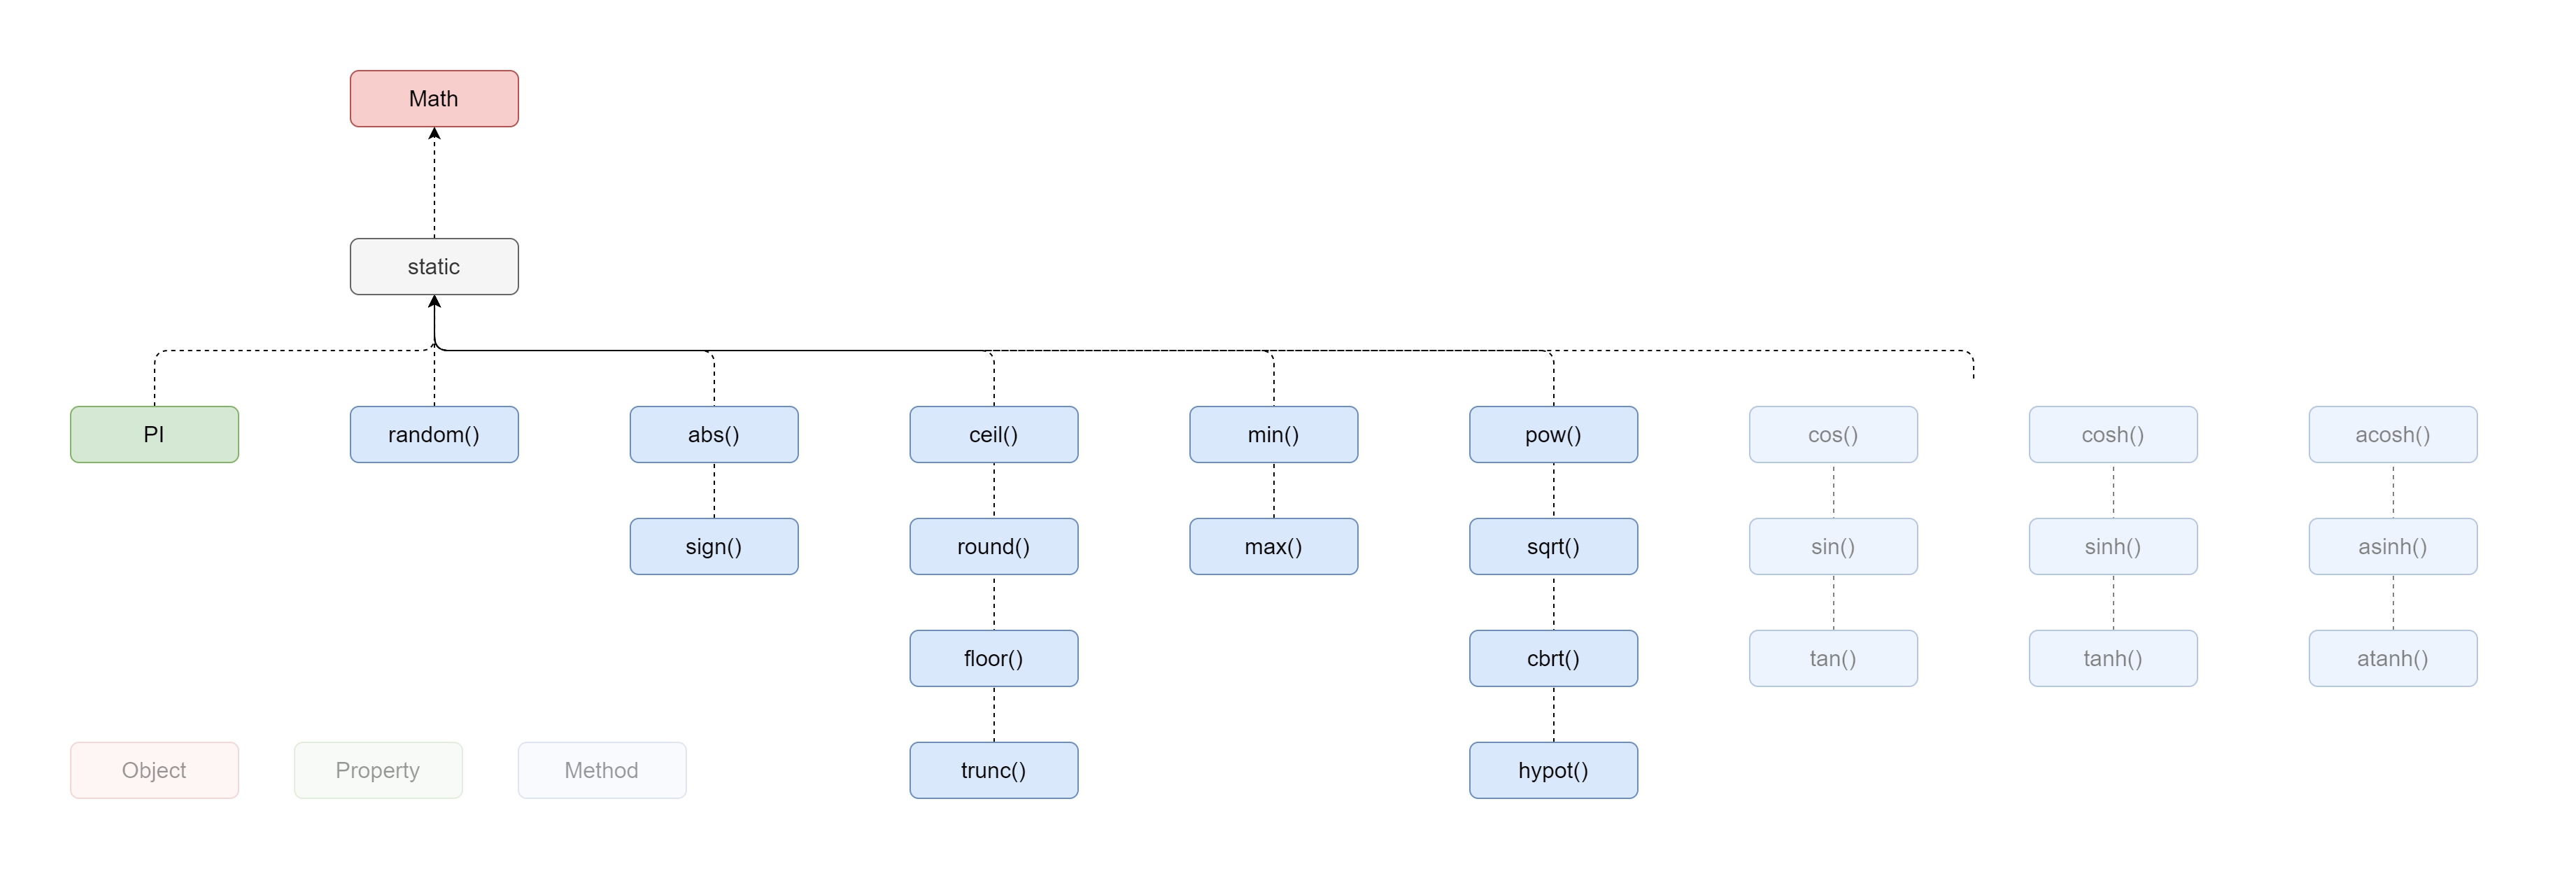 Math
static
PI
random()
abs()
ceil()
min()
pow()
cos()
cosh()
acosh()
sign()
round()
max()
sqrt()
sin()
sinh()
asinh()
floor()
cbrt()
tan()
tanh()
atanh()
Object
Property
Method
trunc()
hypot()